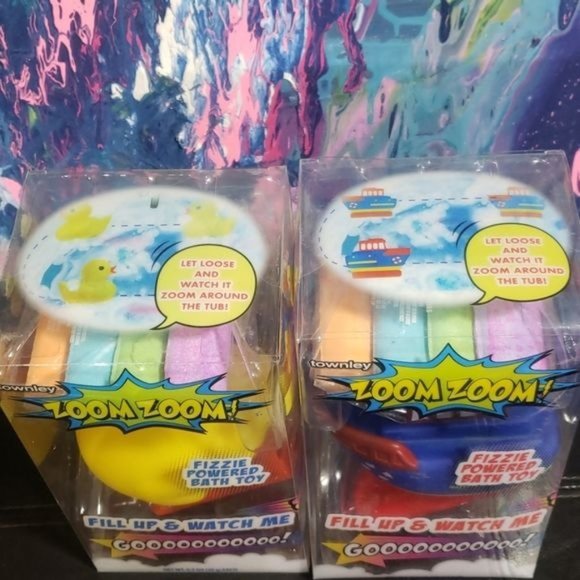 LET LOOSE
AND
WATCH IT
ZOOM AROUND
THE TUB!
townley
ZOOM ZOOM!
FIZZIE
POWERED
BATH TOY
FILL UP & WATCH ME
GOOOOOOOOOOO!
LET LOOSE
AND
WATCH IT
ZOOM AROUND
THE TUB!
townley
ZOOM ZOOM!
FIZZIE
POWERED
BATH TOY
FILL UP & WATCH ME
GOOOOOOOOOOO!